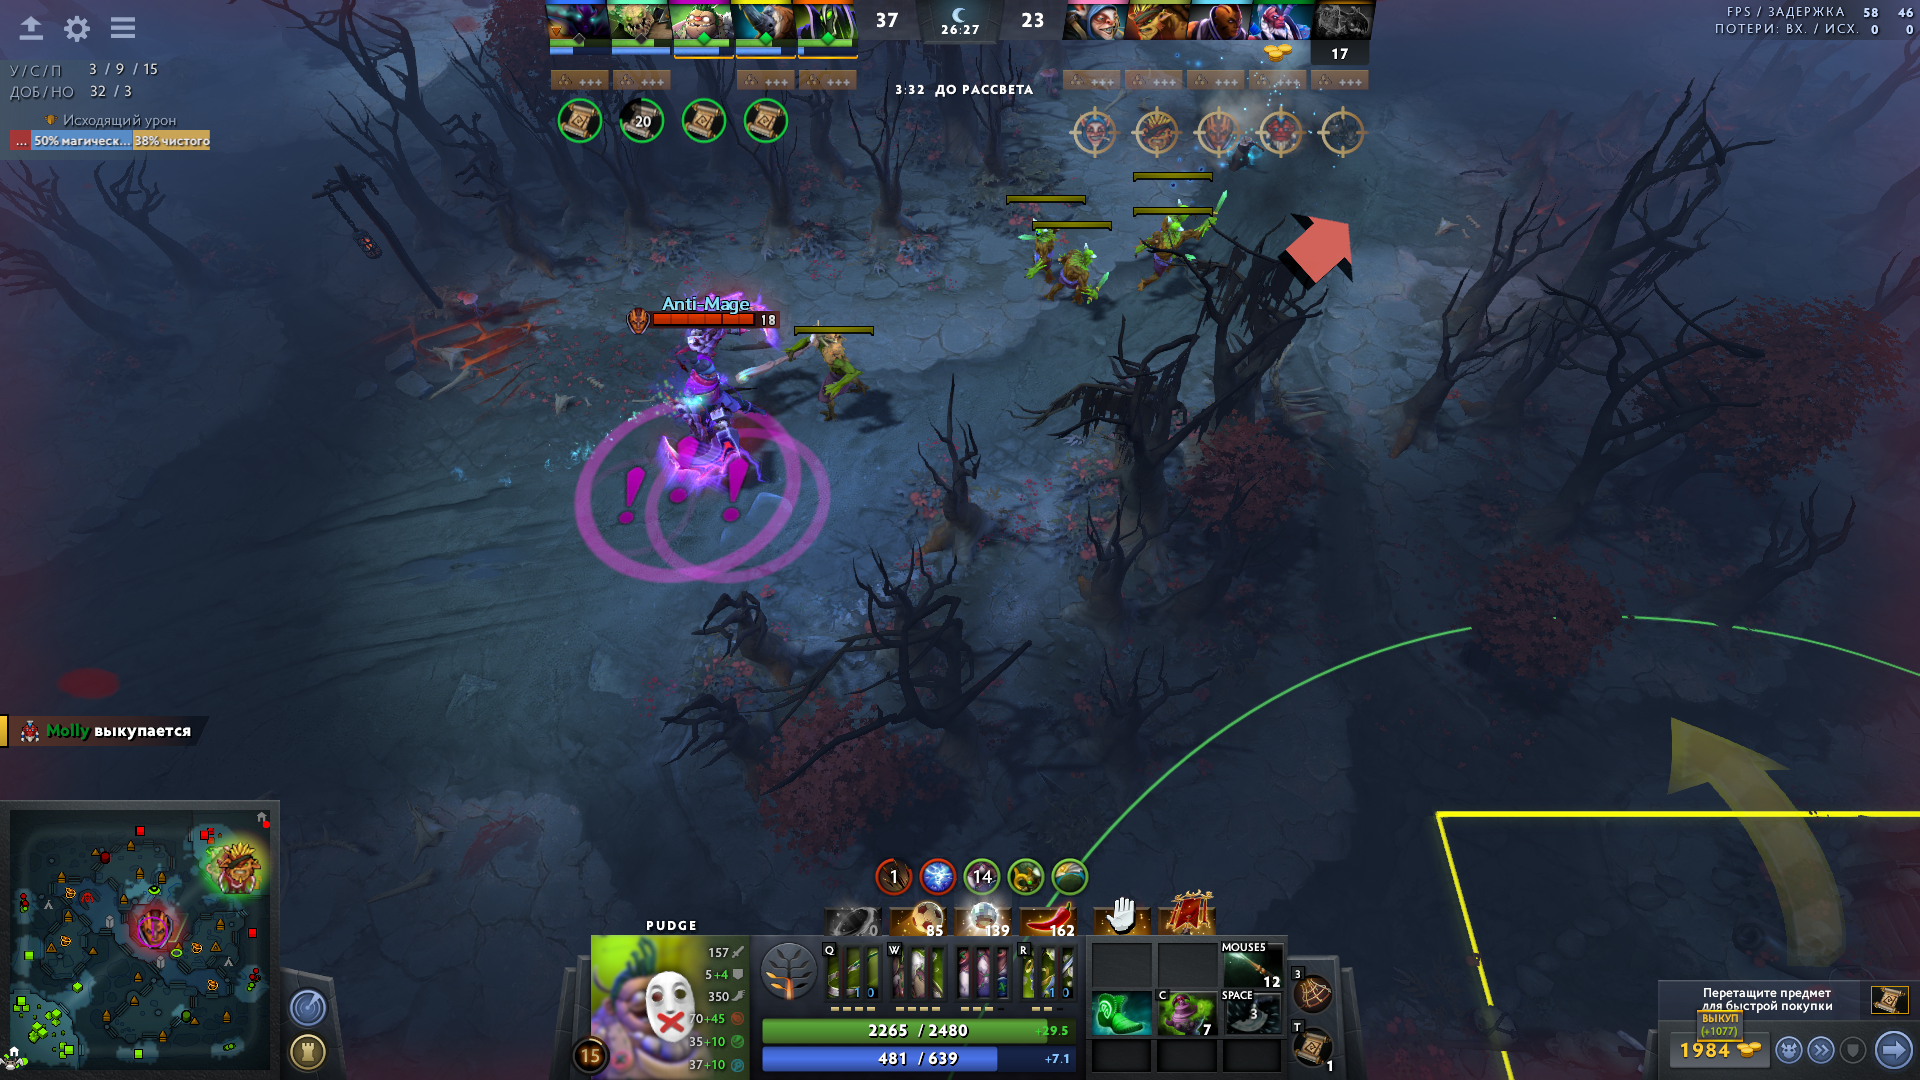 37
26:27
23
17
FPS / ЗАДЕРЖКА 58 46
ПОТЕРИ: ВХ. / ИСХ. 0 0
У / С / П 3 / 9 / 15
ДОБ / НО 32 / 3
Исходящий урон
... 50% магическ... 38% чистого
3:32 ДО РАССВЕТА
20
Anti-Mage
18
Molly выкупается
1
14
0
85
139
162
PUDGE
157
5 +4
350
70 +45
35 +10
37 +10
15
Q
W
R
10
10
2265 / 2480 +29.5
481 / 639 +7.1
MOUSE5
12
C
7
SPACE
3
3
T
1
Перетащите предмет
для быстрой покупки
ВЫКУП
(+1077)
1984